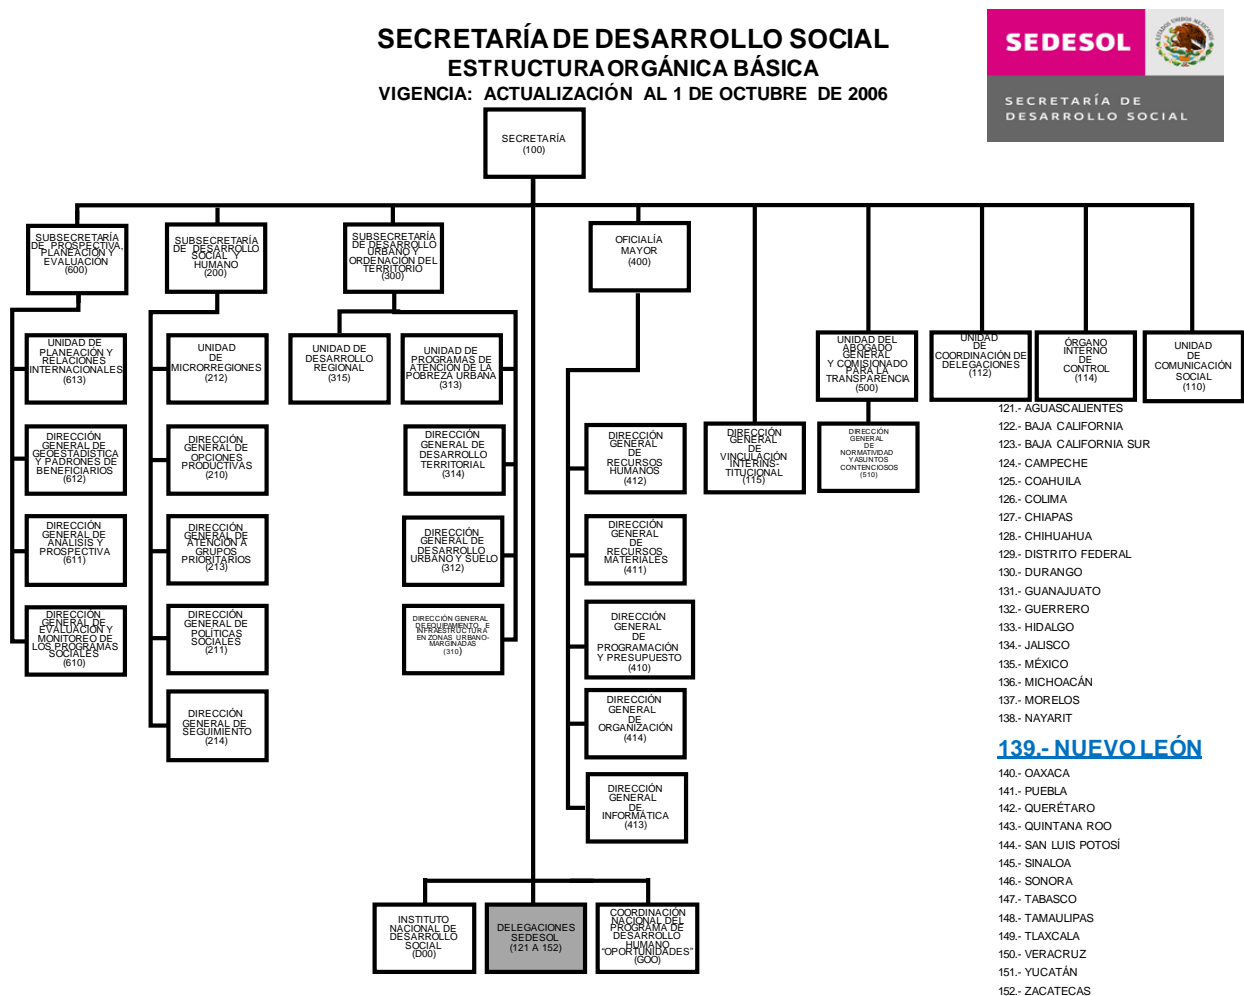 SECRETARÍA DE DESARROLLO SOCIAL
ESTRUCTURA ORGÁNICA BÁSICA
VIGENCIA: ACTUALIZACIÓN AL 1 DE OCTUBRE DE 2006
SEDESOL
SECRETARÍA DE
DESARROLLO SOCIAL
SECRETARÍA
(100)
SUBSECRETARÍA
DE PROSPECTIVA,
PLANEACIÓN Y
EVALUACIÓN
(600)
SUBSECRETARÍA
DE DESARROLLO
SOCIAL Y
HUMANO
(200)
SUBSECRETARÍA
DE DESARROLLO
URBANO Y
ORDENACIÓN DEL
TERRITORIO
(300)
OFICIALÍA
MAYOR
(400)
UNIDAD DE
PLANEACIÓN Y
RELACIONES
INTERNACIONALES
(613)
UNIDAD
DE
MICRORREGIONES
(212)
UNIDAD DE
DESARROLLO
REGIONAL
(315)
UNIDAD DE
PROGRAMAS DE
ATENCIÓN DE LA
POBREZA URBANA
(313)
UNIDAD DEL
ABOGADO
GENERAL
Y COMISIONADO
PARA LA
TRANSPARENCIA
(500)
UNIDAD
DE
COORDINACIÓN DE
DELEGACIONES
(112)
ÓRGANO
INTERNO
DE
CONTROL
(114)
UNIDAD
DE
COMUNICACIÓN
SOCIAL
(110)
DIRECCIÓN
GENERAL DE
GEOESTADÍSTICA
Y PADRONES DE
BENEFICIARIOS
(612)
DIRECCIÓN
GENERAL DE
OPCIONES
PRODUCTIVAS
(210)
DIRECCIÓN
GENERAL DE
DESARROLLO
TERRITORIAL
(314)
DIRECCIÓN
GENERAL
DE
RECURSOS
HUMANOS
(412)
DIRECCIÓN
GENERAL
DE
VINCULACIÓN
INTERINS-
TITUCIONAL
(115)
DIRECCIÓN
GENERAL
DE
NORMATIVIDAD
Y ASUNTOS
CONTENCIOSOS
(510)
DIRECCIÓN
GENERAL DE
ANÁLISIS Y
PROSPECTIVA
(611)
DIRECCIÓN
GENERAL DE
ATENCIÓN A
GRUPOS
PRIORITARIOS
(213)
DIRECCIÓN
GENERAL DE
DESARROLLO
URBANO Y SUELO
(312)
DIRECCIÓN
GENERAL
DE
RECURSOS
MATERIALES
(411)
DIRECCIÓN
GENERAL DE
EVALUACIÓN Y
MONITOREO DE
LOS PROGRAMAS
SOCIALES
(610)
DIRECCIÓN
GENERAL DE
POLÍTICAS
SOCIALES
(211)
DIRECCIÓN GENERAL
DE EQUIPAMIENTO E
INFRAESTRUCTURA
EN ZONAS URBANO-
MARGINADAS
(310)
DIRECCIÓN
GENERAL
DE
PROGRAMACIÓN
Y PRESUPUESTO
(410)
DIRECCIÓN
GENERAL DE
SEGUIMIENTO
(214)
DIRECCIÓN
GENERAL
DE
ORGANIZACIÓN
(414)
DIRECCIÓN
GENERAL
DE
INFORMÁTICA
(413)
INSTITUTO
NACIONAL DE
DESARROLLO
SOCIAL
(D00)
DELEGACIONES
SEDESOL
(121 A 152)
COORDINACIÓN
NACIONAL DEL
PROGRAMA DE
DESARROLLO
HUMANO
"OPORTUNIDADES"
(GOO)
121.- AGUASCALIENTES
122.- BAJA CALIFORNIA
123.- BAJA CALIFORNIA SUR
124.- CAMPECHE
125.- COAHUILA
126.- COLIMA
127.- CHIAPAS
128.- CHIHUAHUA
129.- DISTRITO FEDERAL
130.- DURANGO
131.- GUANAJUATO
132.- GUERRERO
133.- HIDALGO
134.- JALISCO
135.- MÉXICO
136.- MICHOACÁN
137.- MORELOS
138.- NAYARIT
139.- NUEVO LEÓN
140.- OAXACA
141.- PUEBLA
142.- QUERÉTARO
143.- QUINTANA ROO
144.- SAN LUIS POTOSÍ
145.- SINALOA
146.- SONORA
147.- TABASCO
148.- TAMAULIPAS
149.- TLAXCALA
150.- VERACRUZ
151.- YUCATÁN
152.- ZACATECAS